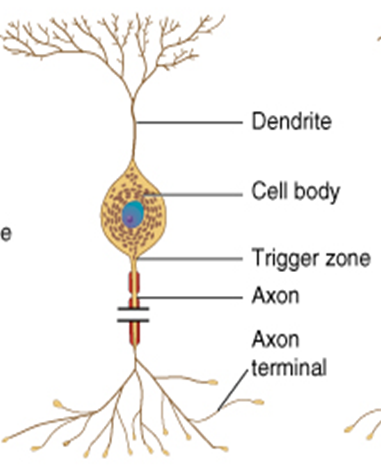 Dendrite
Cell body
e
Trigger zone
Axon
Axon
terminal